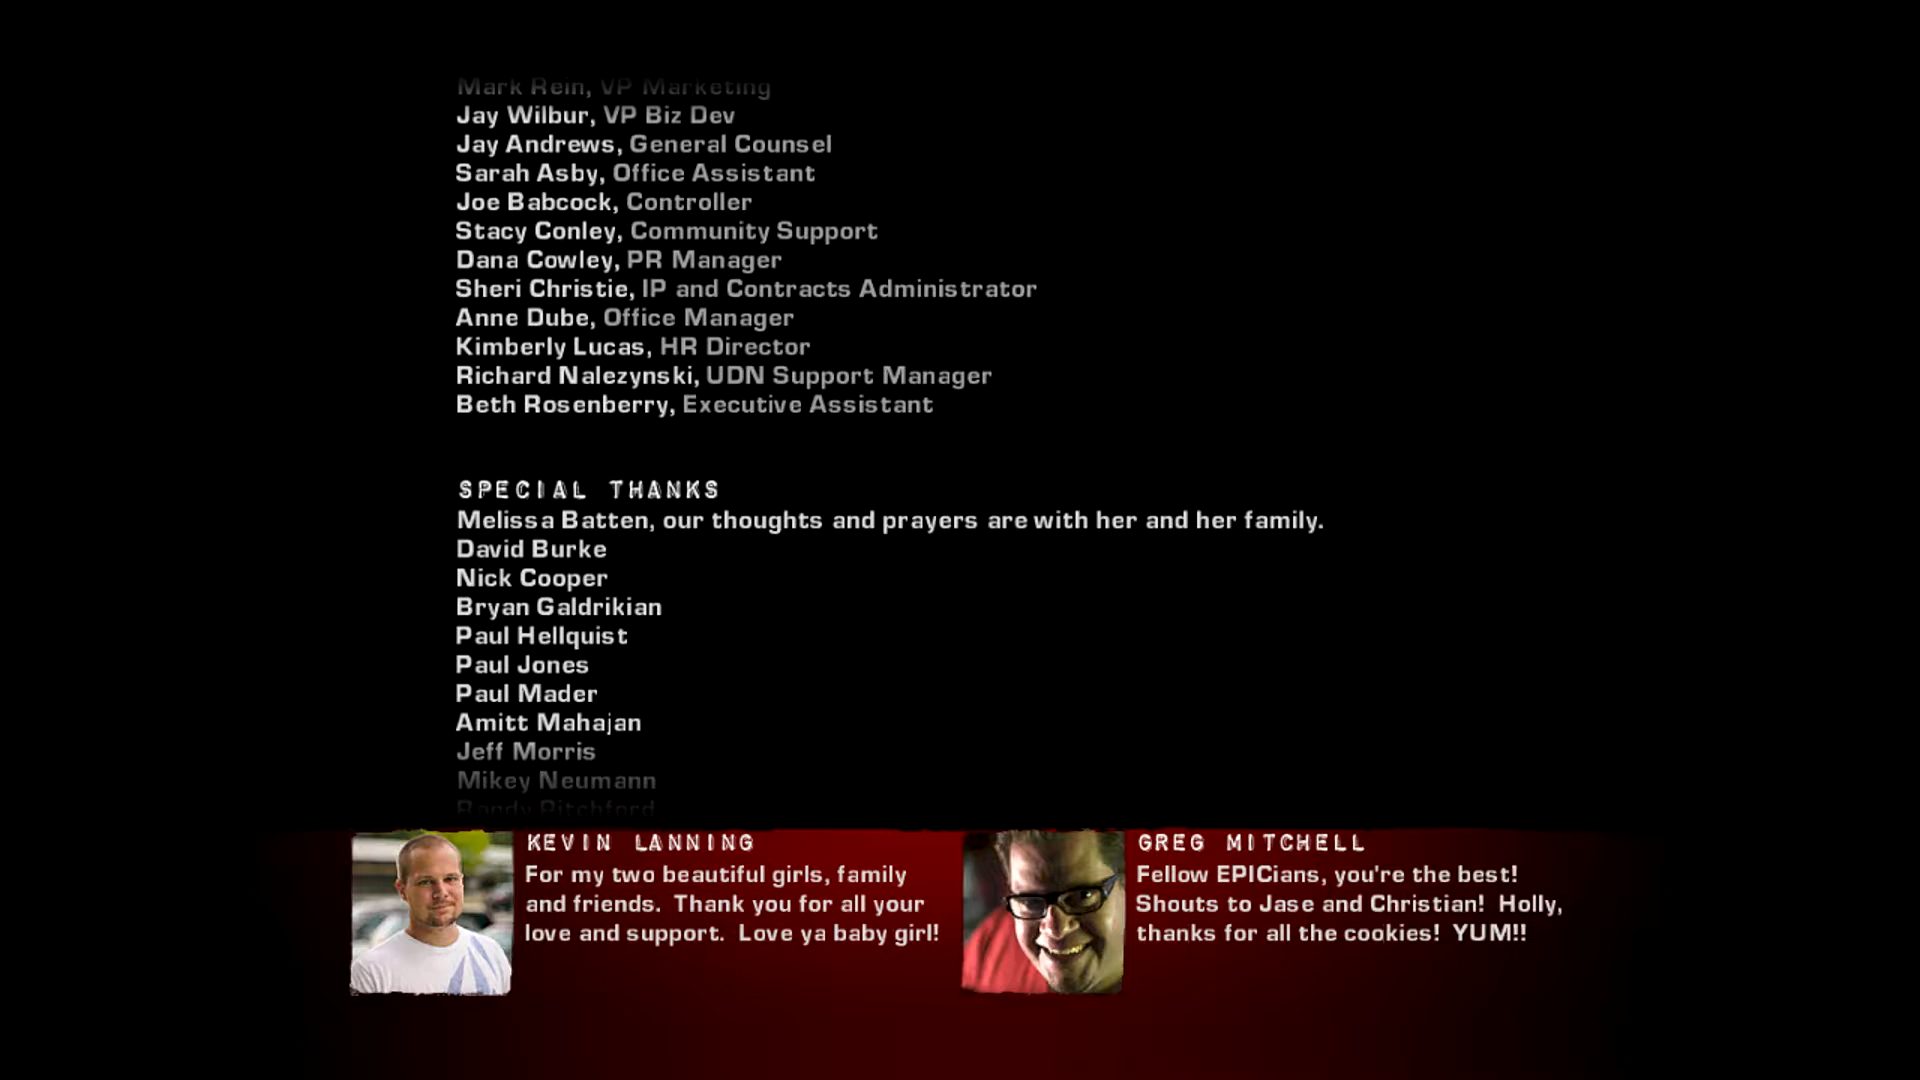 Mark Rein, VP Marketing
Jay Wilbur, VP Biz Dev
Jay Andrews, General Counsel
Sarah Asby, Office Assistant
Joe Babcock, Controller
Stacy Conley, Community Support
Dana Cowley, PR Manager
Sheri Christie, IP and Contracts Administrator
Anne Dube, Office Manager
Kimberly Lucas, HR Director
Richard Nalezynski, UDN Support Manager
Beth Rosenberry, Executive Assistant
SPECIAL THANKS
Melissa Batten, our thoughts and prayers are with her and her family.
David Burke
Nick Cooper
Bryan Galdrikian
Paul Hellquist
Paul Jones
Paul Mader
Amitt Mahajan
Jeff Morris
Mikey Neumann
Randy Pitchford
KEVIN LANNING
For my two beautiful girls, family
and friends. Thank you for all your
love and support. Love ya baby girl!
GREG MITCHELL
Fellow EPICians, you're the best!
Shouts to Jase and Christian! Holly,
thanks for all the cookies! YUM!!